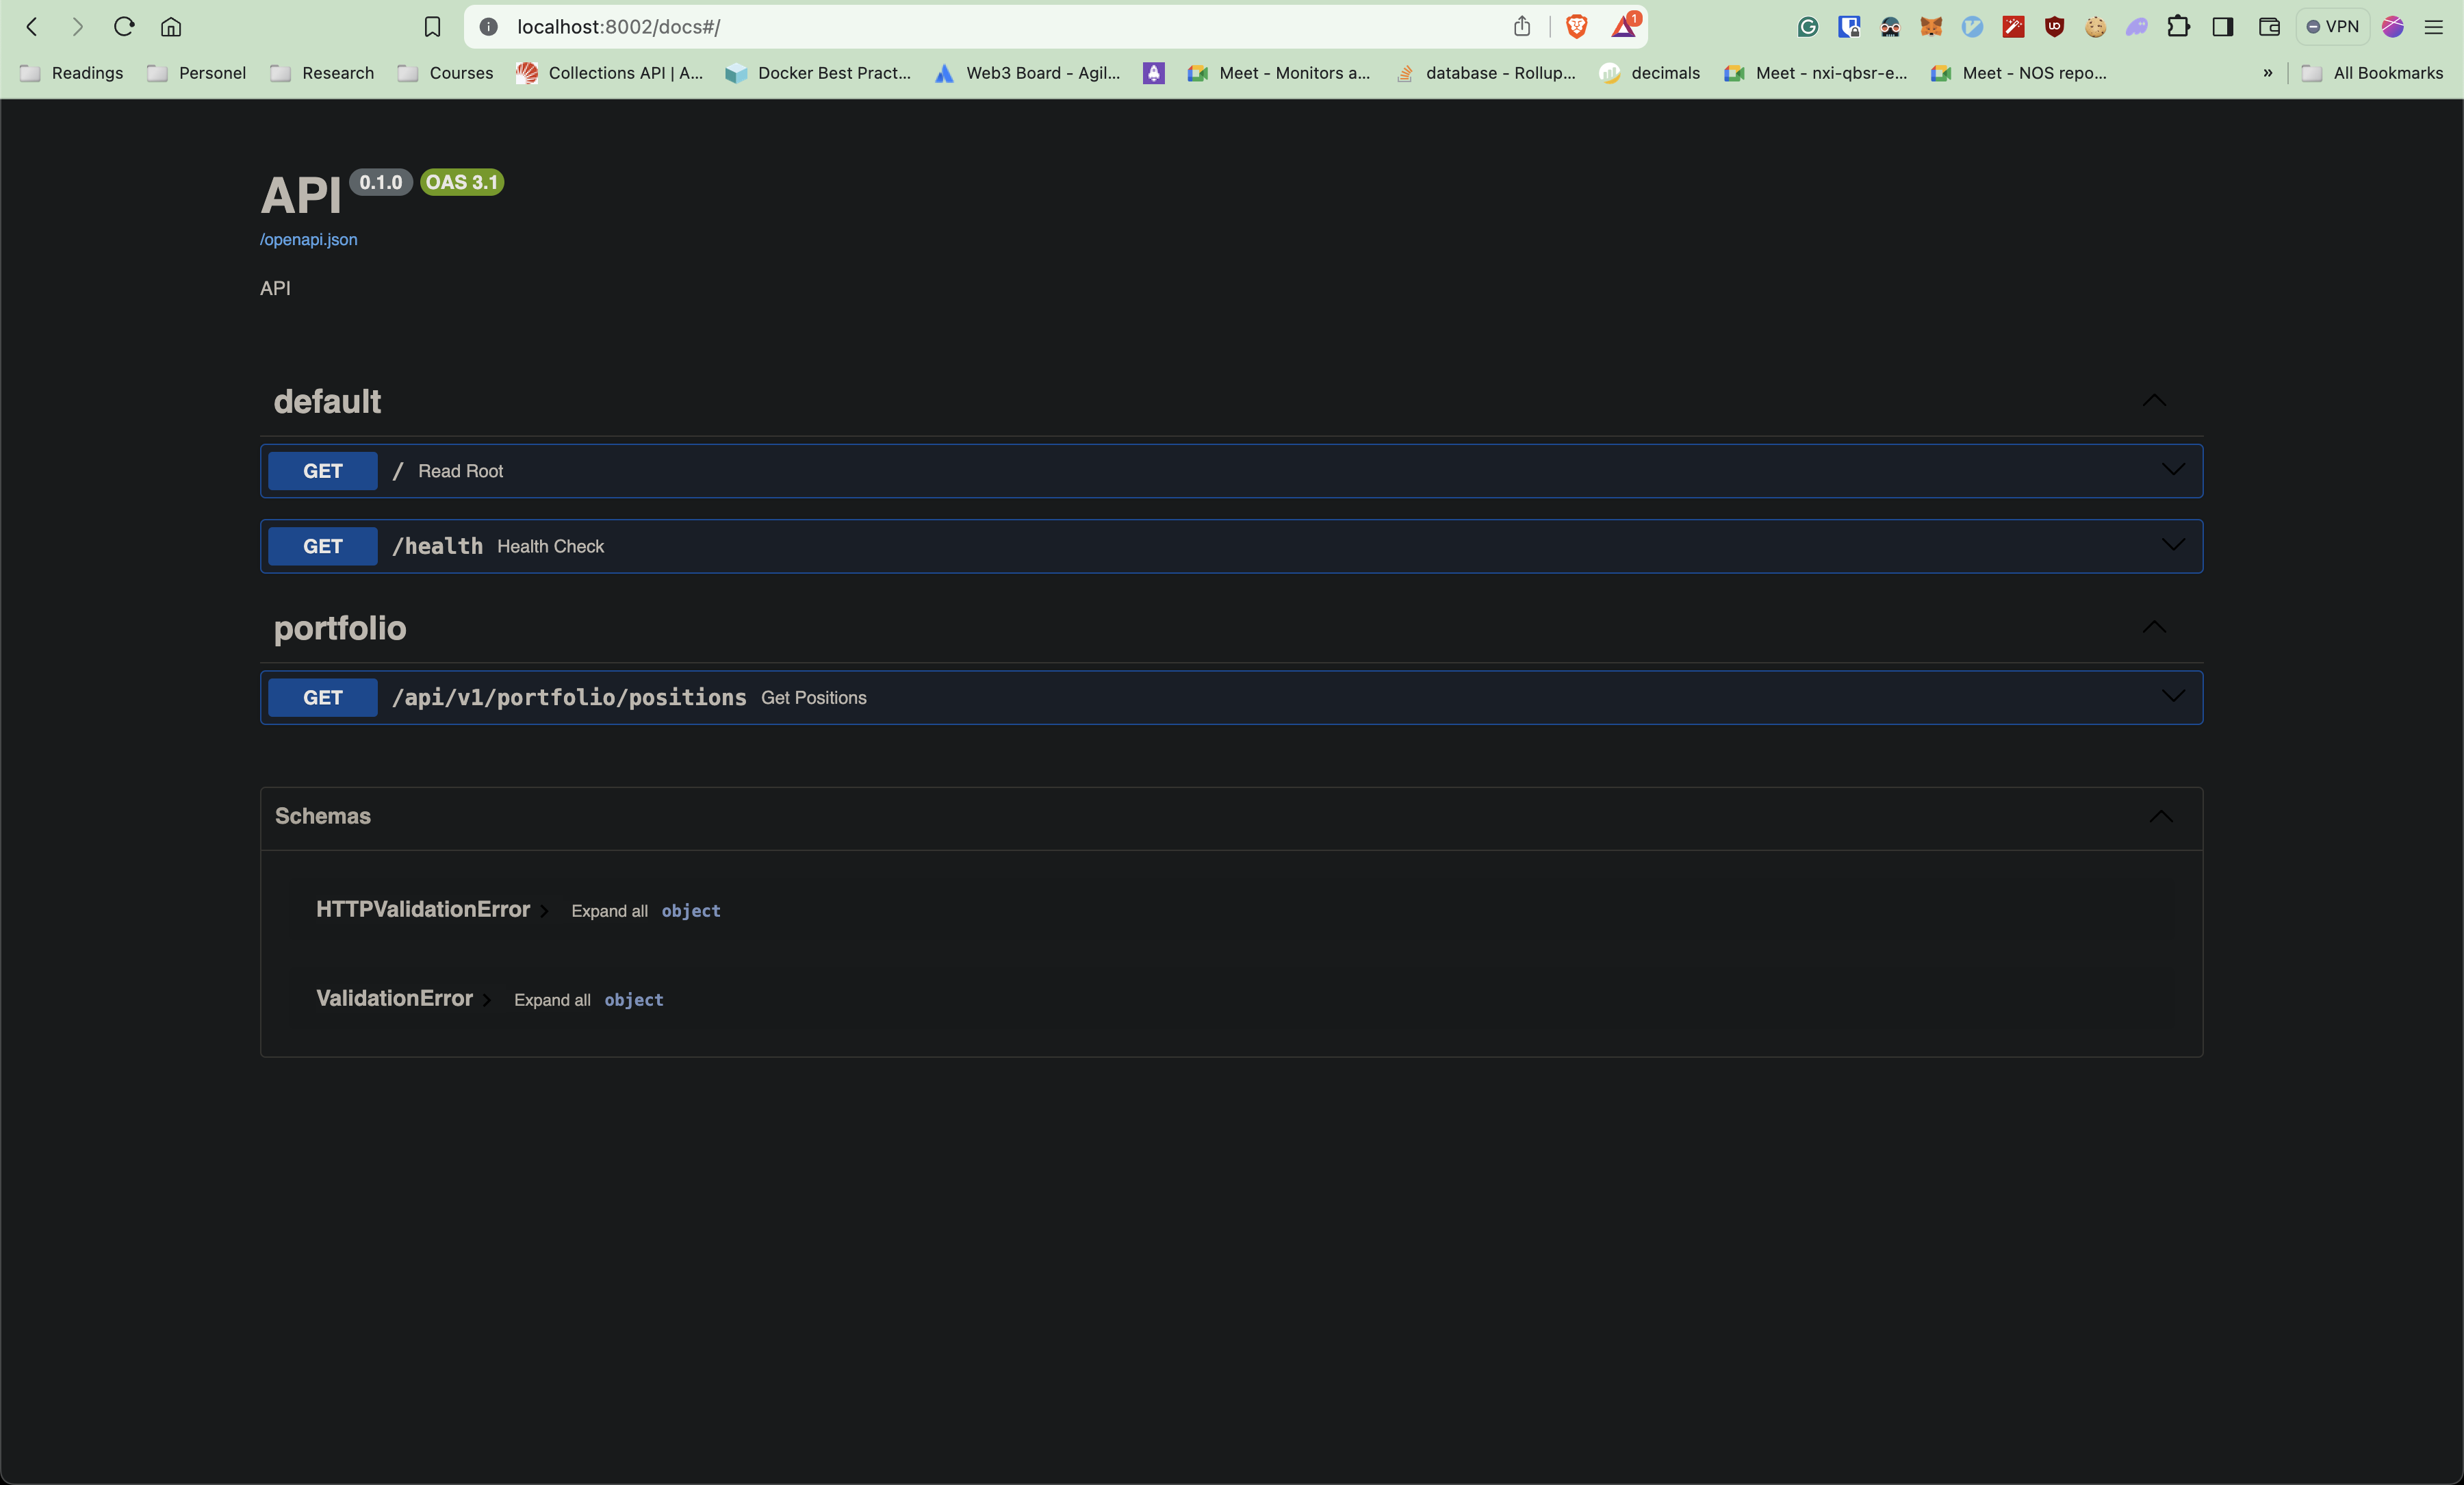 localhost:8002/docs#/
1
VPN
Readings
Personel
Research
Courses
Collections API | A...
Docker Best Pract...
Web3 Board - Agil...
Meet - Monitors a...
database - Rollup...
decimals
Meet - nxi-qbsr-e...
Meet - NOS repo...
»
All Bookmarks
API 0.1.0 OAS 3.1
/openapi.json
API
default
GET / Read Root
GET /health Health Check
portfolio
GET /api/v1/portfolio/positions Get Positions
Schemas
HTTPValidationError Expand all object
ValidationError Expand all object